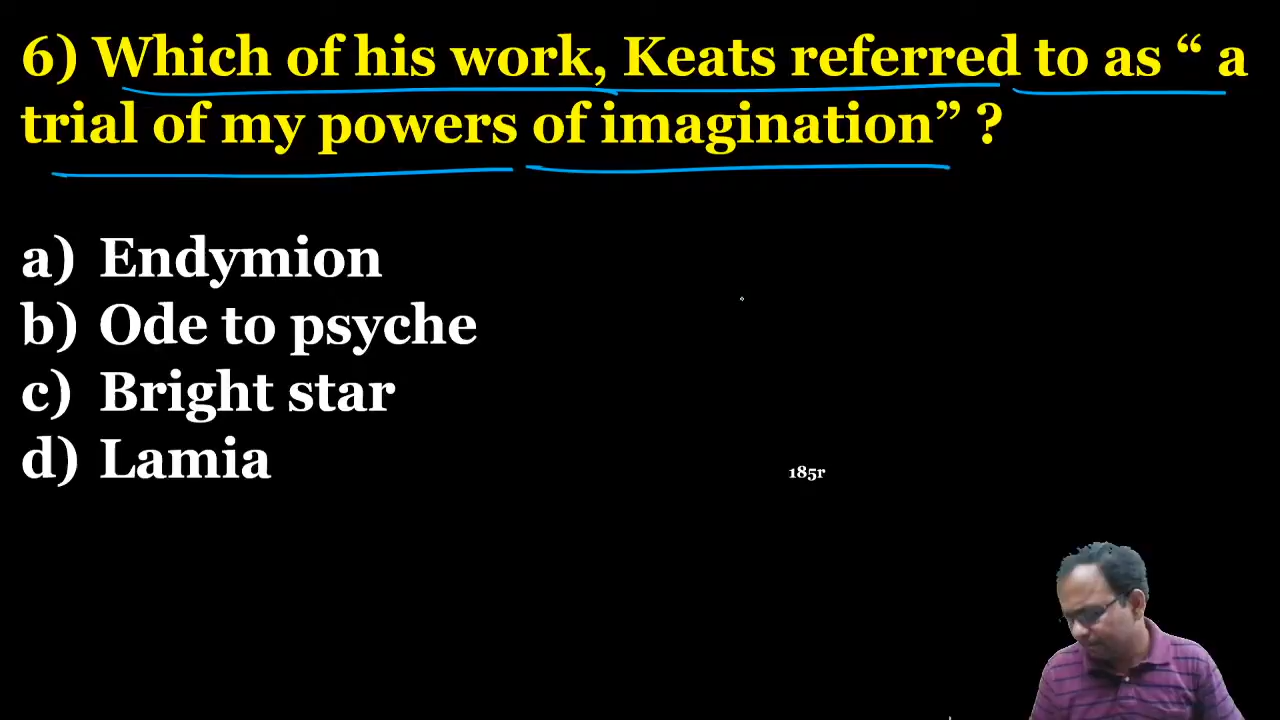 6) Which of his work, Keats referred to as “ a
trial of my powers of imagination” ?
a) Endymion
b) Ode to psyche
c) Bright star
d) Lamia
185r